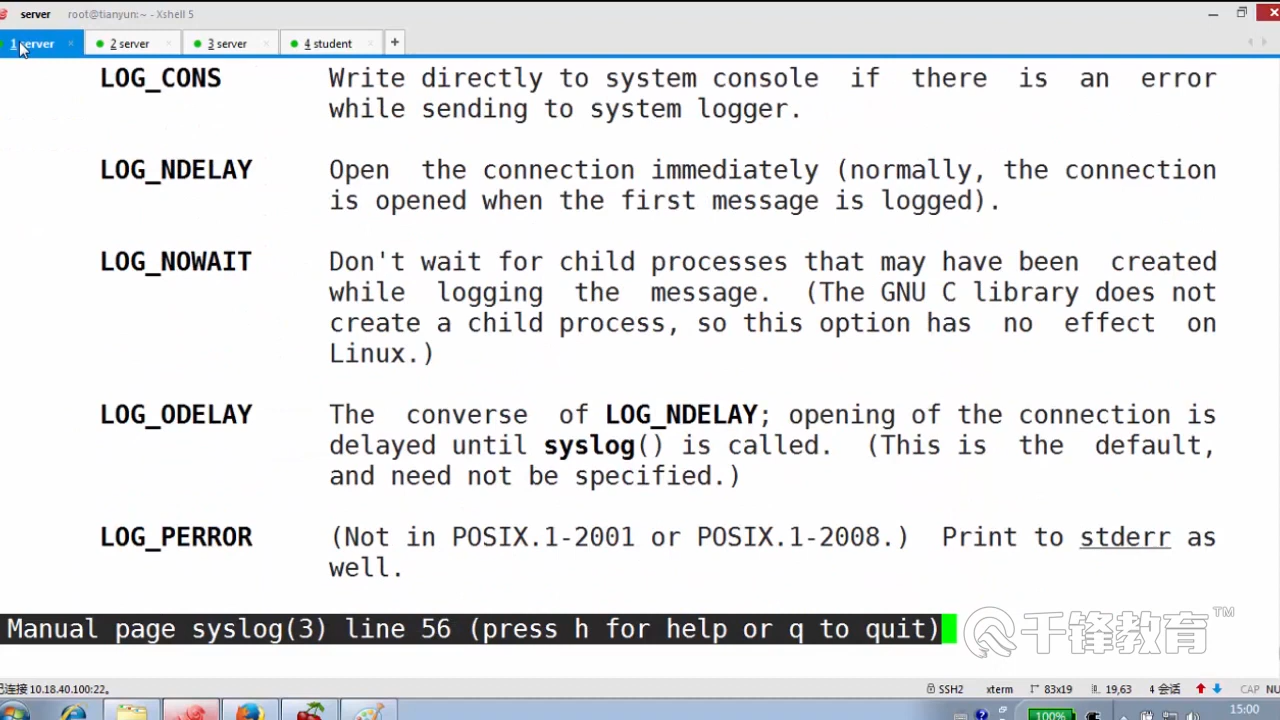 server root@tianyun:~ - Xshell 5
1 server × 2 server × 3 server × 4 student × +
LOG_CONS Write directly to system console if there is an error
while sending to system logger.
LOG_NDELAY Open the connection immediately (normally, the connection
is opened when the first message is logged).
LOG_NOWAIT Don't wait for child processes that may have been created
while logging the message. (The GNU C library does not
create a child process, so this option has no effect on
Linux.)
LOG_ODELAY The converse of LOG_NDELAY; opening of the connection is
delayed until syslog() is called. (This is the default,
and need not be specified.)
LOG_PERROR (Not in POSIX.1-2001 or POSIX.1-2008.) Print to stderr as
well.
Manual page syslog(3) line 56 (press h for help or q to quit)
千锋教育™
已连接 10.18.40.100:22。 SSH2 xterm 83x19 19,63 4 会话 CAP NU
100% 15:00